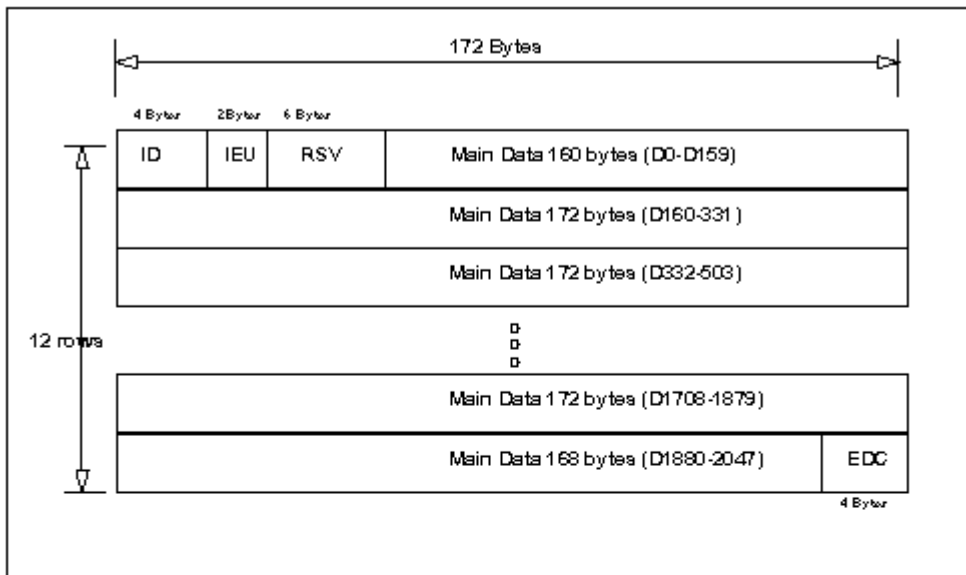 172 Bytes
4 Bytes 2Bytes 6 Bytes
ID IEU RSV Main Data 160 bytes (D0-D159)
Main Data 172 bytes (D160-331)
Main Data 172 bytes (D332-503)
12 rows
Main Data 172 bytes (D1708-1879)
Main Data 168 bytes (D1880-2047) EDC
4 Bytes